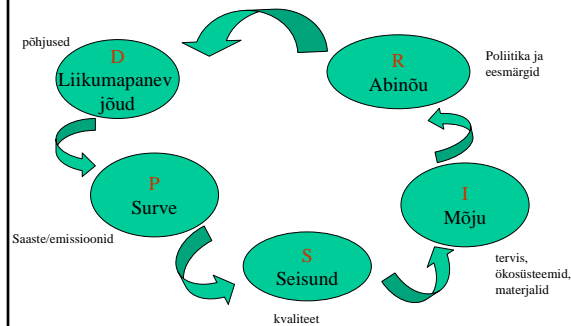 põhjused
D
Liikumapanev
jõud
R
Abinõu
Poliitika ja
eesmärgid
P
Surve
I
Mõju
Saaste/emissioonid
S
Seisund
tervis,
ökosüsteemid,
materjalid
kvaliteet